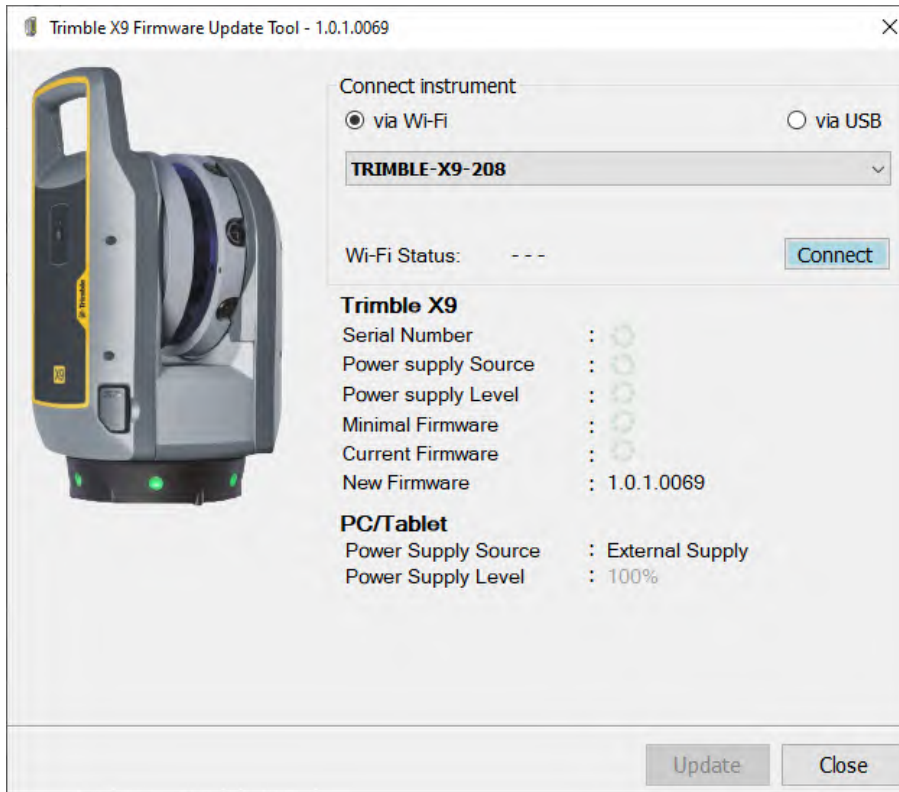 Trimble X9 Firmware Update Tool - 1.0.1.0069
Connect instrument
via Wi-Fi
via USB
TRIMBLE-X9-208
Wi-Fi Status: - - -
Connect
Trimble X9
Serial Number :
Power supply Source :
Power supply Level :
Minimal Firmware :
Current Firmware :
New Firmware : 1.0.1.0069
PC/Tablet
Power Supply Source : External Supply
Power Supply Level : 100%
Trimble
X9
Update
Close